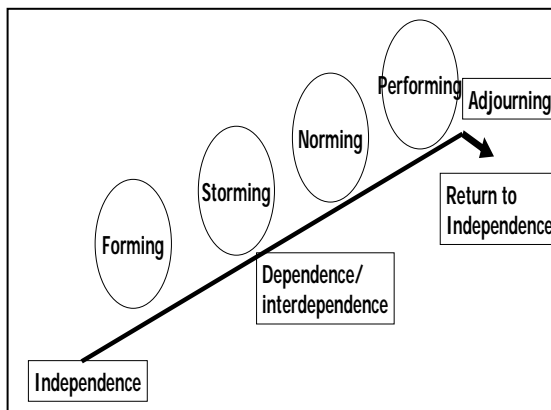 Performing
Adjourning
Norming
Storming
Return to
Independence
Forming
Dependence/
interdependence
Independence